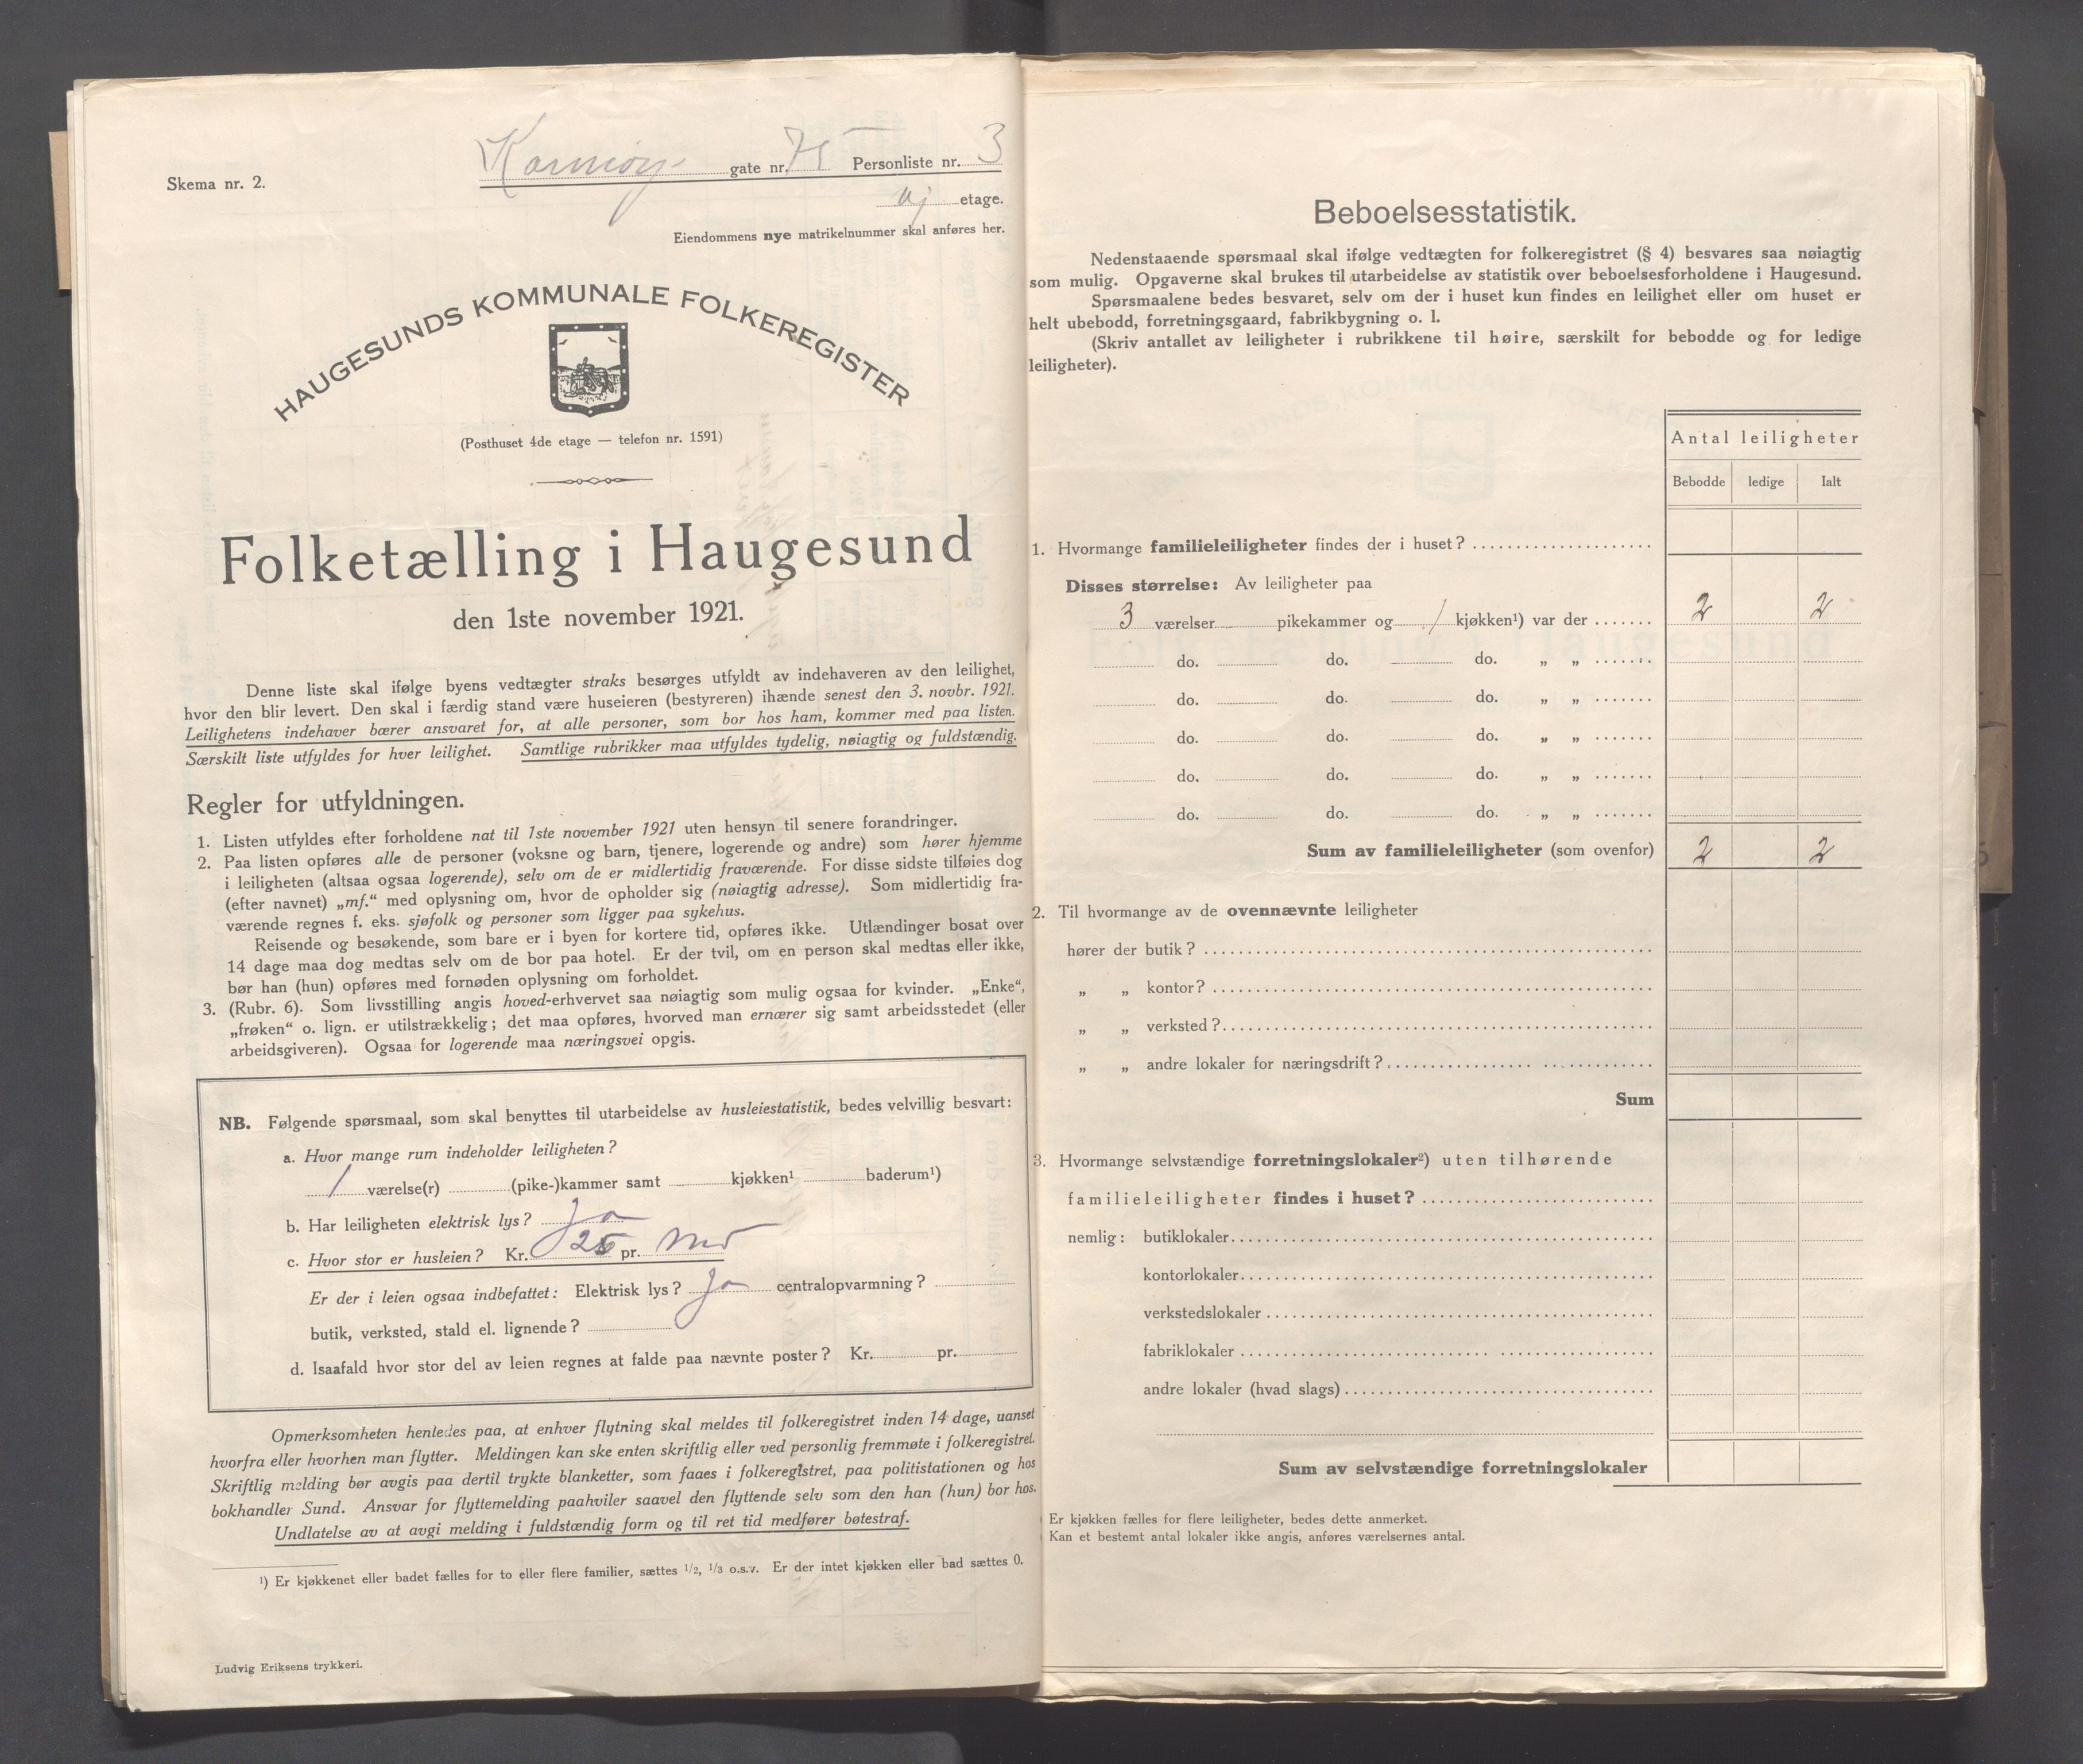 Skema nr. 2.
Karmøy gate nr. 75 Personliste nr. 3
etage.
Eiendommens nye matrikelnummer skal anføres her.
HAUGESUNDS KOMMUNALE FOLKEREGISTER
(Posthuset 4de etage — telefon nr. 1591)
Folketælling i Haugesund
den 1ste november 1921.
Denne liste skal ifølge byens vedtægter straks besørges utfyldt av indehaveren av den leilighet,
hvor den blir levert. Den skal i færdig stand være huseieren (bestyreren) ihænde senest den 3. novbr. 1921.
Leilighetens indehaver bærer ansvaret for, at alle personer, som bor hos ham, kommer med paa listen.
Særskilt liste utfyldes for hver leilighet. Samtlige rubrikker maa utfyldes tydelig, nøiagtig og fuldstændig.
Regler for utfyldningen.
1. Listen utfyldes efter forholdene nat til 1ste november 1921 uten hensyn til senere forandringer.
2. Paa listen opføres alle de personer (voksne og barn, tjenere, logerende og andre) som hører hjemme
i leiligheten (altsaa ogsaa logerende), selv om de er midlertidig fraværende. For disse sidste tilføies dog
(efter navnet) „mf.“ med oplysning om, hvor de opholder sig (nøiagtig adresse). Som midlertidig fra-
værende regnes f. eks. sjøfolk og personer som ligger paa sykehus.
Reisende og besøkende, som bare er i byen for kortere tid, opføres ikke. Utlændinger bosat over
14 dage maa dog medtas selv om de bor paa hotel. Er der tvil, om en person skal medtas eller ikke,
bør han (hun) opføres med fornøden oplysning om forholdet.
3. (Rubr. 6). Som livsstilling angis hoved-erhvervet saa nøiagtig som mulig ogsaa for kvinder. „Enke“,
„frøken“ o. lign. er utilstrækkelig; det maa opføres, hvorved man ernærer sig samt arbeidsstedet (eller
arbeidsgiveren). Ogsaa for logerende maa næringsvei opgis.
NB. Følgende spørsmaal, som skal benyttes til utarbeidelse av husleiestatistik, bedes velvillig besvart:
a. Hvor mange rum indeholder leiligheten?
1 værelse(r) (pike-)kammer samt kjøkken¹ baderum¹)
b. Har leiligheten elektrisk lys? Ja
c. Hvor stor er husleien? Kr. 25 pr. Md
Er der i leien ogsaa indbefattet: Elektrisk lys? Ja centralopvarmning?
butik, verksted, stald el. lignende?
d. Isaafald hvor stor del av leien regnes at falde paa nævnte poster? Kr. pr.
Opmerksomheten henledes paa, at enhver flytning skal meldes til folkeregistret inden 14 dage, uanset
hvorfra eller hvorhen man flytter. Meldingen kan ske enten skriftlig eller ved personlig fremmøte i folkeregistret.
Skriftlig melding bør avgis paa dertil trykte blanketter, som faaes i folkeregistret, paa politistationen og hos
bokhandler Sund. Ansvar for flyttemelding paahviler saavel den flyttende selv som den han (hun) bor hos.
Undlatelse av at avgi melding i fuldstændig form og til ret tid medfører bøtestraf.
¹) Er kjøkkenet eller badet fælles for to eller flere familier, sættes 1/2, 1/3 o.s.v. Er der intet kjøkken eller bad sættes 0.
Ludvig Eriksens trykkeri.
Beboelsesstatistik.
Nedenstaaende spørsmaal skal ifølge vedtægten for folkeregistret (§ 4) besvares saa nøiagtig
som mulig. Opgaverne skal brukes til utarbeidelse av statistik over beboelsesforholdene i Haugesund.
Spørsmaalene bedes besvaret, selv om der i huset kun findes en leilighet eller om huset er
helt ubebodd, forretningsgaard, fabrikbygning o. l.
(Skriv antallet av leiligheter i rubrikkene til høire, særskilt for bebodde og for ledige
leiligheter).
Antal leiligheter
Bebodde ledige Ialt
1. Hvormange familieleiligheter findes der i huset?
Disses størrelse: Av leiligheter paa
3 værelser pikekammer og 1 kjøkken¹) var der 2 2
do. do. do. „ „
do. do. do. „ „
do. do. do. „ „
do. do. do. „ „
do. do. do. „ „
Sum av familieleiligheter (som ovenfor) 2 2
2. Til hvormange av de ovennævnte leiligheter
hører der butik?
„ „ kontor?
„ „ verksted?
„ „ andre lokaler for næringsdrift?
Sum
3. Hvormange selvstændige forretningslokaler²) uten tilhørende
familieleiligheter findes i huset?
nemlig: butiklokaler
kontorlokaler
verkstedslokaler
fabriklokaler
andre lokaler (hvad slags)
Sum av selvstændige forretningslokaler
Er kjøkken fælles for flere leiligheter, bedes dette anmerket.
Kan et bestemt antal lokaler ikke angis, anføres værelsernes antal.